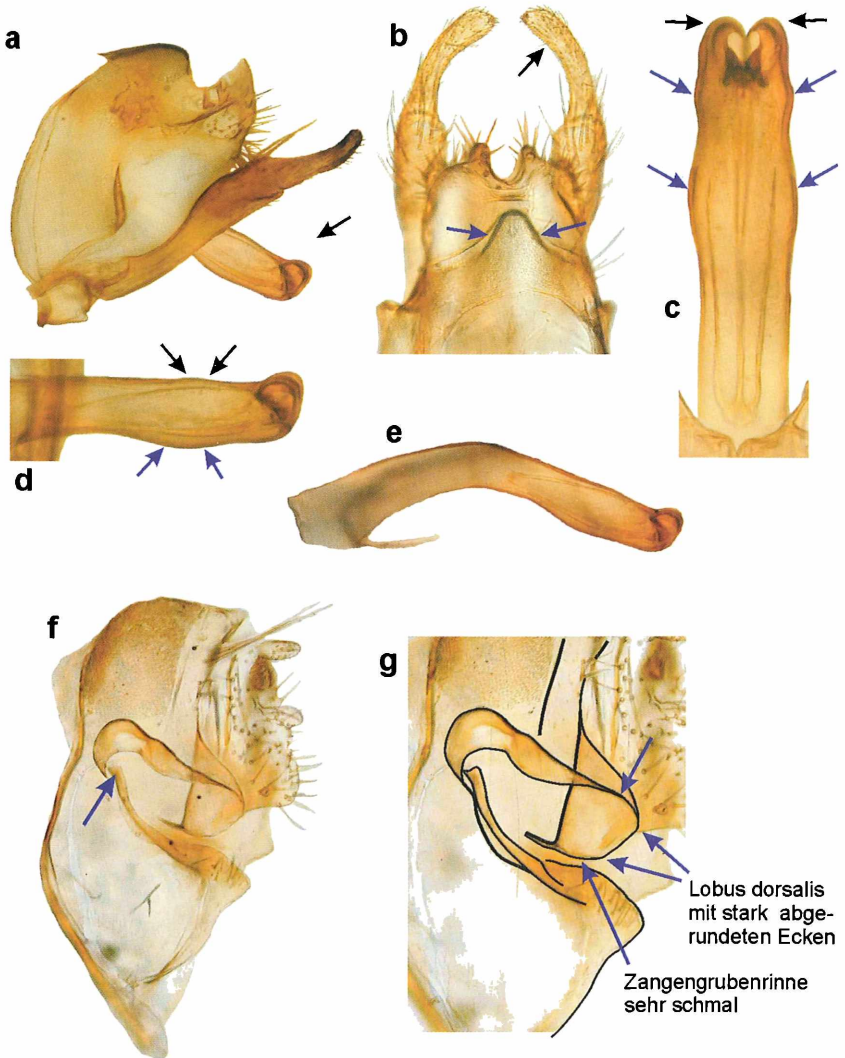 a
b
c
d
e
f
g
Lobus dorsalis
mit stark abge-
rundeten Ecken
Zangengrubenrinne
sehr schmal